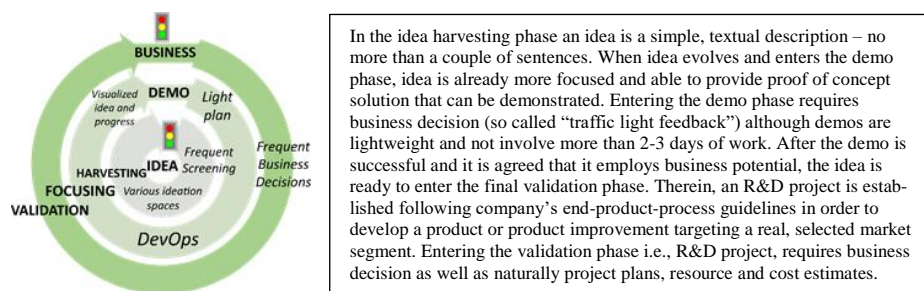 BUSINESS
Visualized
idea and
progress
DEMO
Light
plan
HARVESTING
IDEA
Frequent
Screening
FOCUSING
VALIDATION
Various ideation
spaces
Frequent
Business
Decisions
DevOps
In the idea harvesting phase an idea is a simple, textual description – no
more than a couple of sentences. When idea evolves and enters the demo
phase, idea is already more focused and able to provide proof of concept
solution that can be demonstrated. Entering the demo phase requires
business decision (so called “traffic light feedback”) although demos are
lightweight and not involve more than 2-3 days of work. After the demo is
successful and it is agreed that it employs business potential, the idea is
ready to enter the final validation phase. Therein, an R&D project is estab-
lished following company’s end-product-process guidelines in order to
develop a product or product improvement targeting a real, selected market
segment. Entering the validation phase i.e., R&D project, requires business
decision as well as naturally project plans, resource and cost estimates.